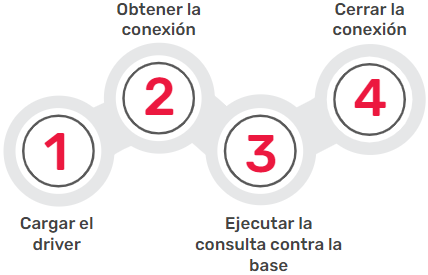 Obtener la
conexión
Cerrar la
conexión
1
2
3
4
Cargar el
driver
Ejecutar la
consulta contra la
base